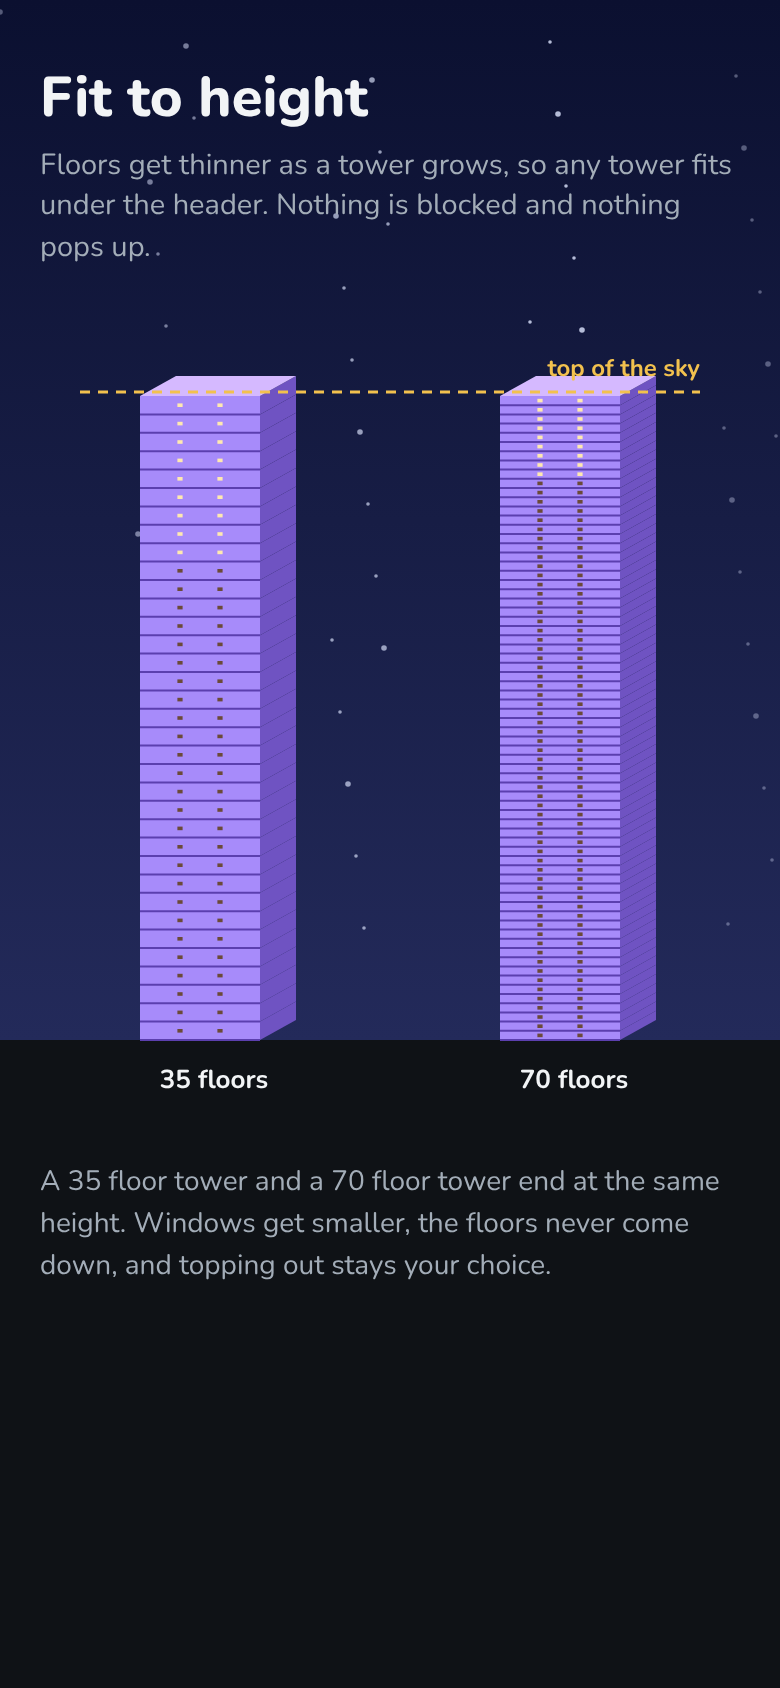 Fit to height
Floors get thinner as a tower grows, so any tower fits
under the header. Nothing is blocked and nothing
pops up.
top of the sky
35 floors
70 floors
A 35 floor tower and a 70 floor tower end at the same
height. Windows get smaller, the floors never come
down, and topping out stays your choice.